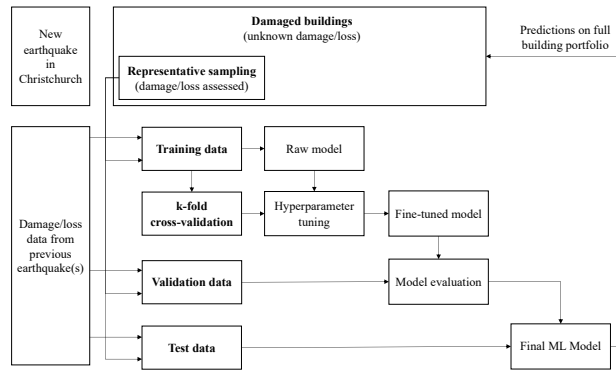 New
earthquake
in
Christchurch
Damaged buildings
(unknown damage/loss)
Representative sampling
(damage/loss assessed)
Predictions on full
building portfolio
Damage/loss
data from
previous
earthquake(s)
Training data
Raw model
k-fold
cross-validation
Hyperparameter
tuning
Fine-tuned model
Validation data
Model evaluation
Test data
Final ML Model